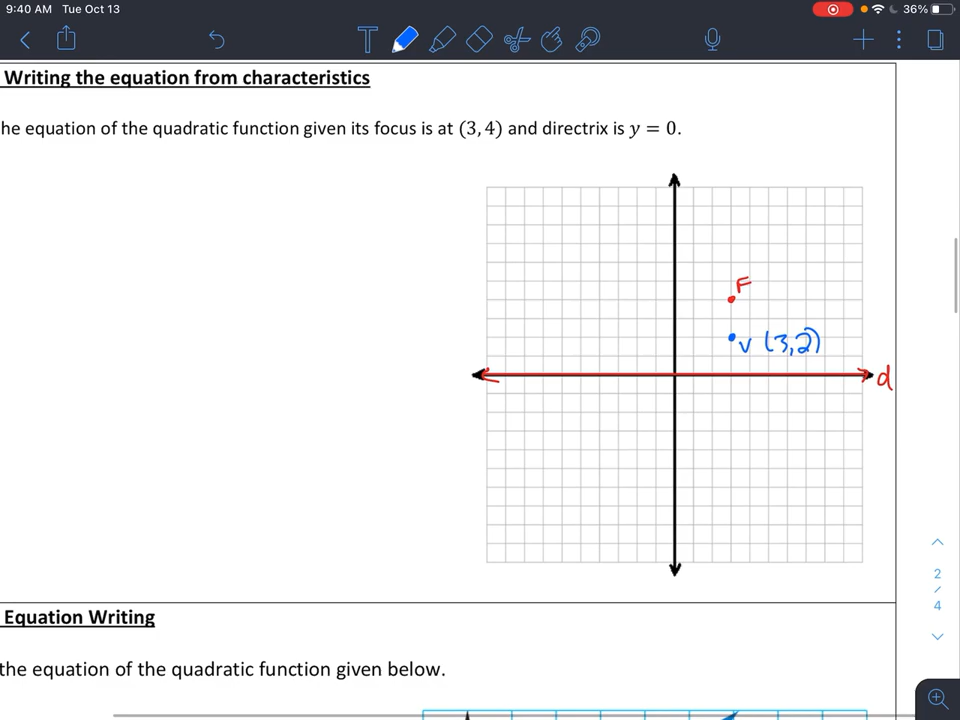 9:40 AM Tue Oct 13
36%
T
Writing the equation from characteristics
he equation of the quadratic function given its focus is at (3, 4) and directrix is y = 0.
F
V (3,2)
d
2
/
4
Equation Writing
the equation of the quadratic function given below.